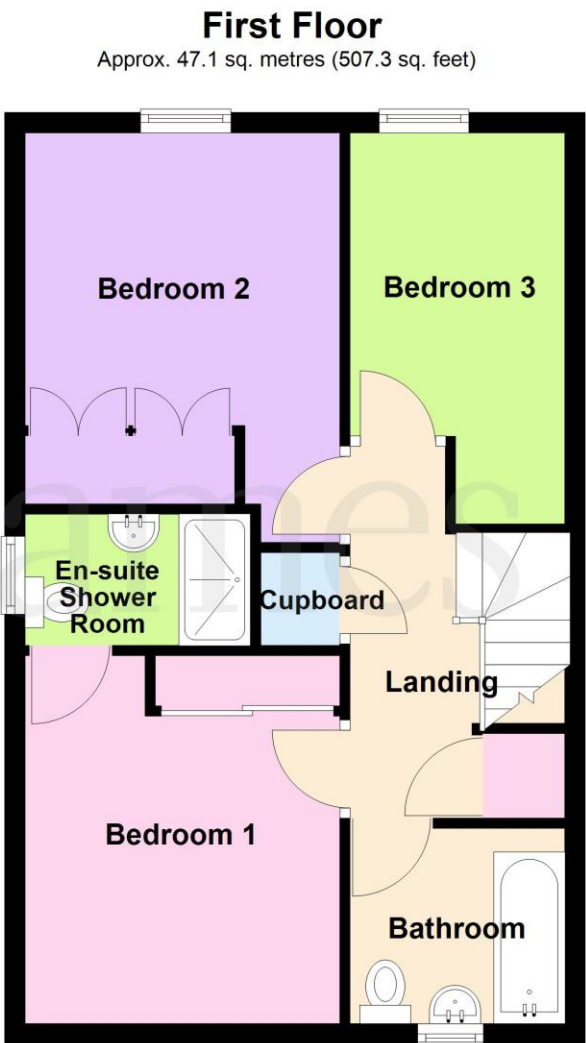 First Floor
Approx. 47.1 sq. metres (507.3 sq. feet)
Bedroom 2
Bedroom 3
En-suite
Shower
Room
Cupboard
Landing
Bedroom 1
Bathroom